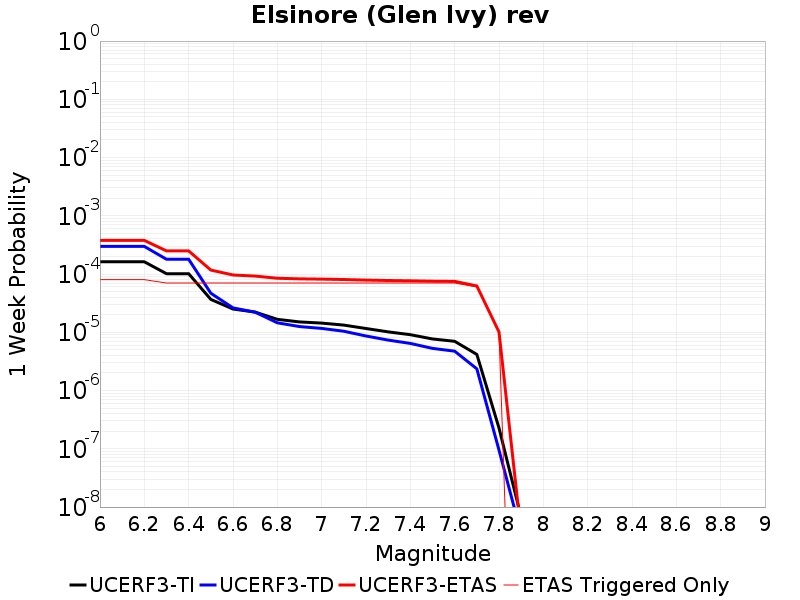 Elsinore (Glen Ivy) rev
1 Week Probability
10^0
10^-1
10^-2
10^-3
10^-4
10^-5
10^-6
10^-7
10^-8
6 6.2 6.4 6.6 6.8 7 7.2 7.4 7.6 7.8 8 8.2 8.4 8.6 8.8 9
Magnitude
UCERF3-TI UCERF3-TD UCERF3-ETAS ETAS Triggered Only